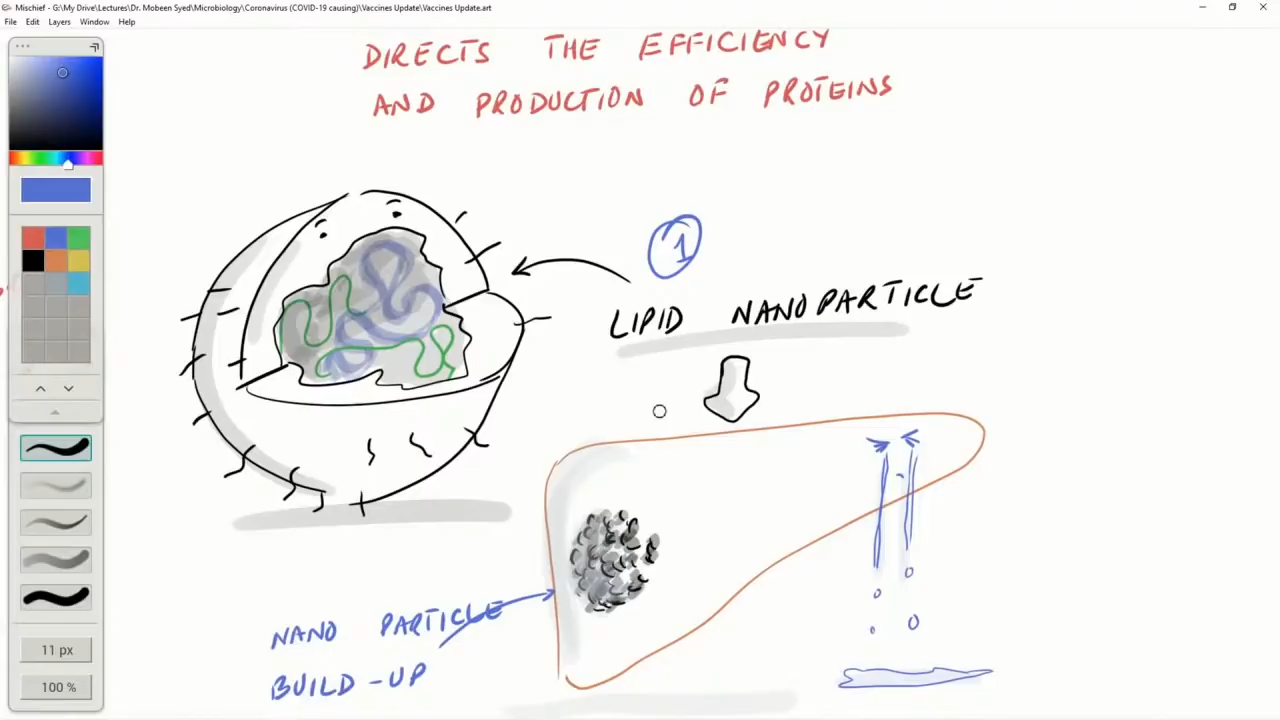 Mischief - G:\My Drive\Lectures\Dr. Mobeen Syed\Microbiology\Coronavirus (COVID-19 causing)\Vaccines Update\Vaccines Update.art
File Edit Layers Window Help
DIRECTS THE EFFICIENCY
AND PRODUCTION OF PROTEINS
1
LIPID NANOPARTICLE
NANO PARTICLE
BUILD-UP
11 px
100 %